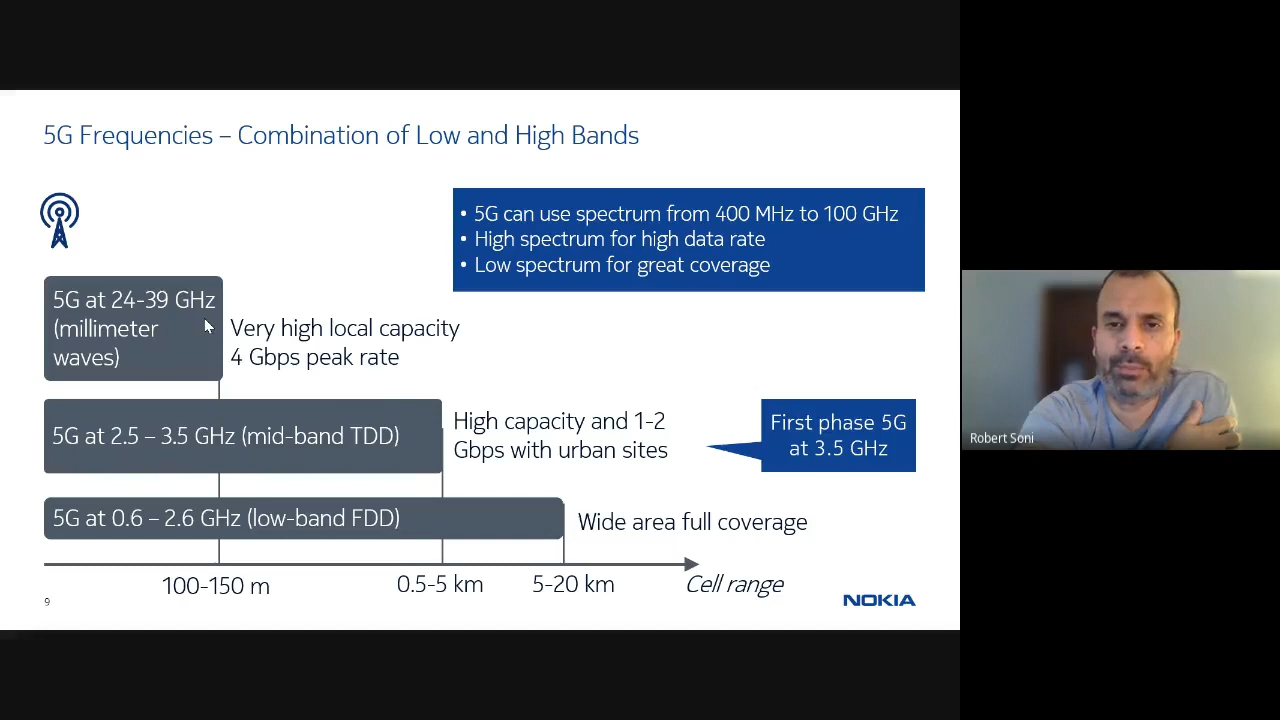 5G Frequencies – Combination of Low and High Bands
• 5G can use spectrum from 400 MHz to 100 GHz
• High spectrum for high data rate
• Low spectrum for great coverage
5G at 24-39 GHz
(millimeter
waves)
Very high local capacity
4 Gbps peak rate
5G at 2.5 – 3.5 GHz (mid-band TDD)
High capacity and 1-2
Gbps with urban sites
First phase 5G
at 3.5 GHz
5G at 0.6 – 2.6 GHz (low-band FDD)
Wide area full coverage
100-150 m
0.5-5 km
5-20 km
Cell range
9
NOKIA
Robert Soni